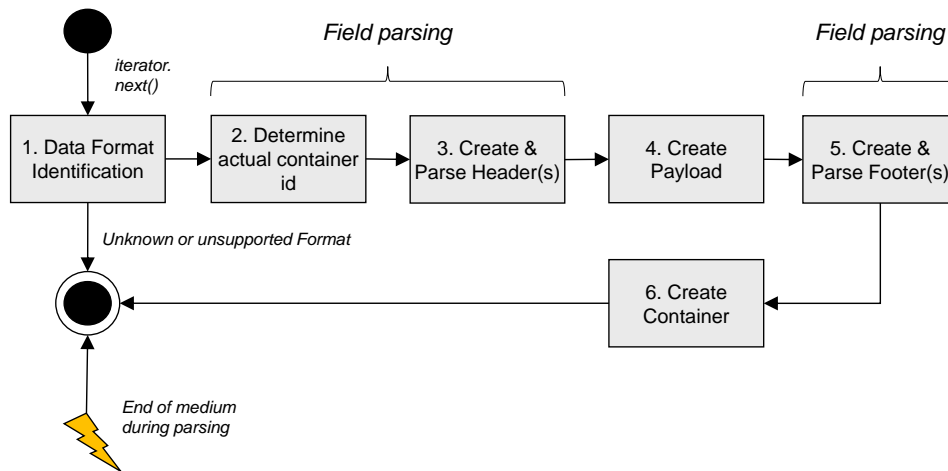 Field parsing
Field parsing
iterator.
next()
1. Data Format
Identification
2. Determine
actual container
id
3. Create &
Parse Header(s)
4. Create
Payload
5. Create &
Parse Footer(s)
Unknown or unsupported Format
6. Create
Container
End of medium
during parsing